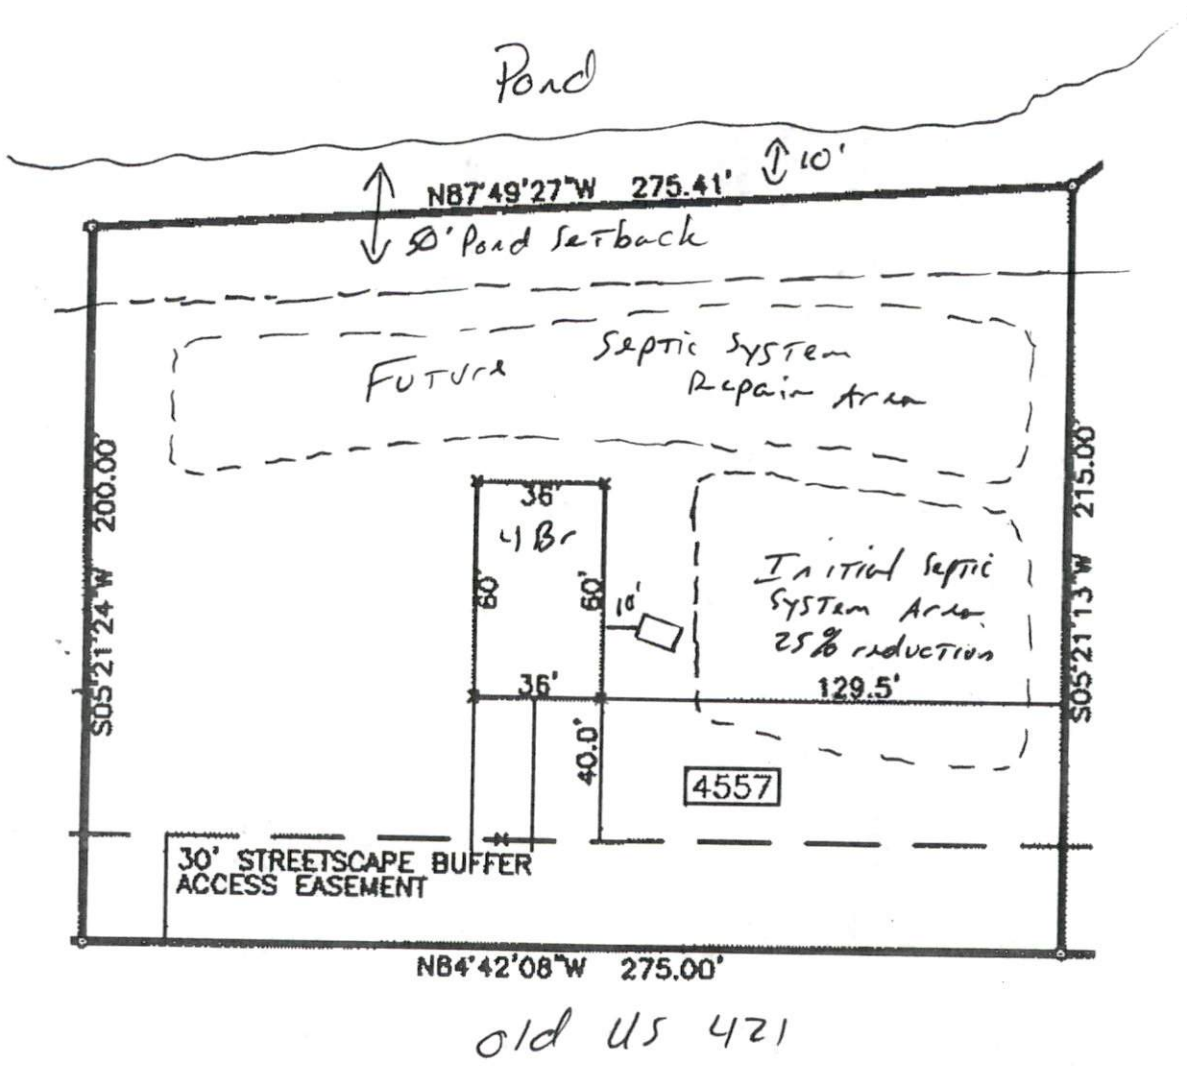 Pond
10'
N87°49'27"W 275.41'
50' Pond Setback
Septic System
Future
Repair Area
200.00'
S05°21'24"W
215.00'
S05°21'13"W
36'
4 Br
60'
60'
10'
Initial Septic
System Area
25% reduction
36'
129.5'
40.0'
4557
30' STREETSCAPE BUFFER
ACCESS EASEMENT
N84°42'08"W 275.00'
old US 421